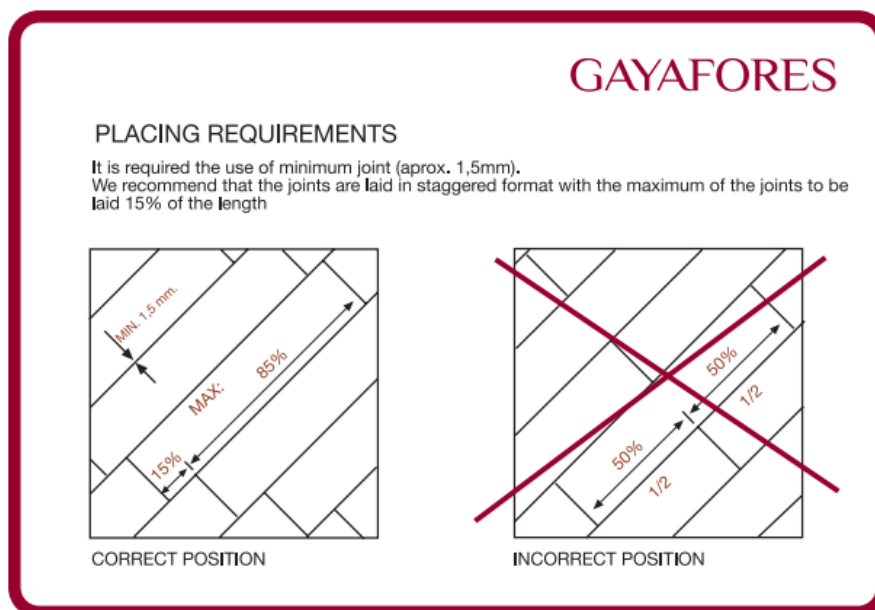 GAYAFORES
PLACING REQUIREMENTS
It is required the use of minimum joint (aprox. 1,5mm).
We recommend that the joints are laid in staggered format with the maximum of the joints to be
laid 15% of the length
MIN. 1,5 mm.
MAX:
85%
15%
CORRECT POSITION
50%
1/2
50%
1/2
INCORRECT POSITION